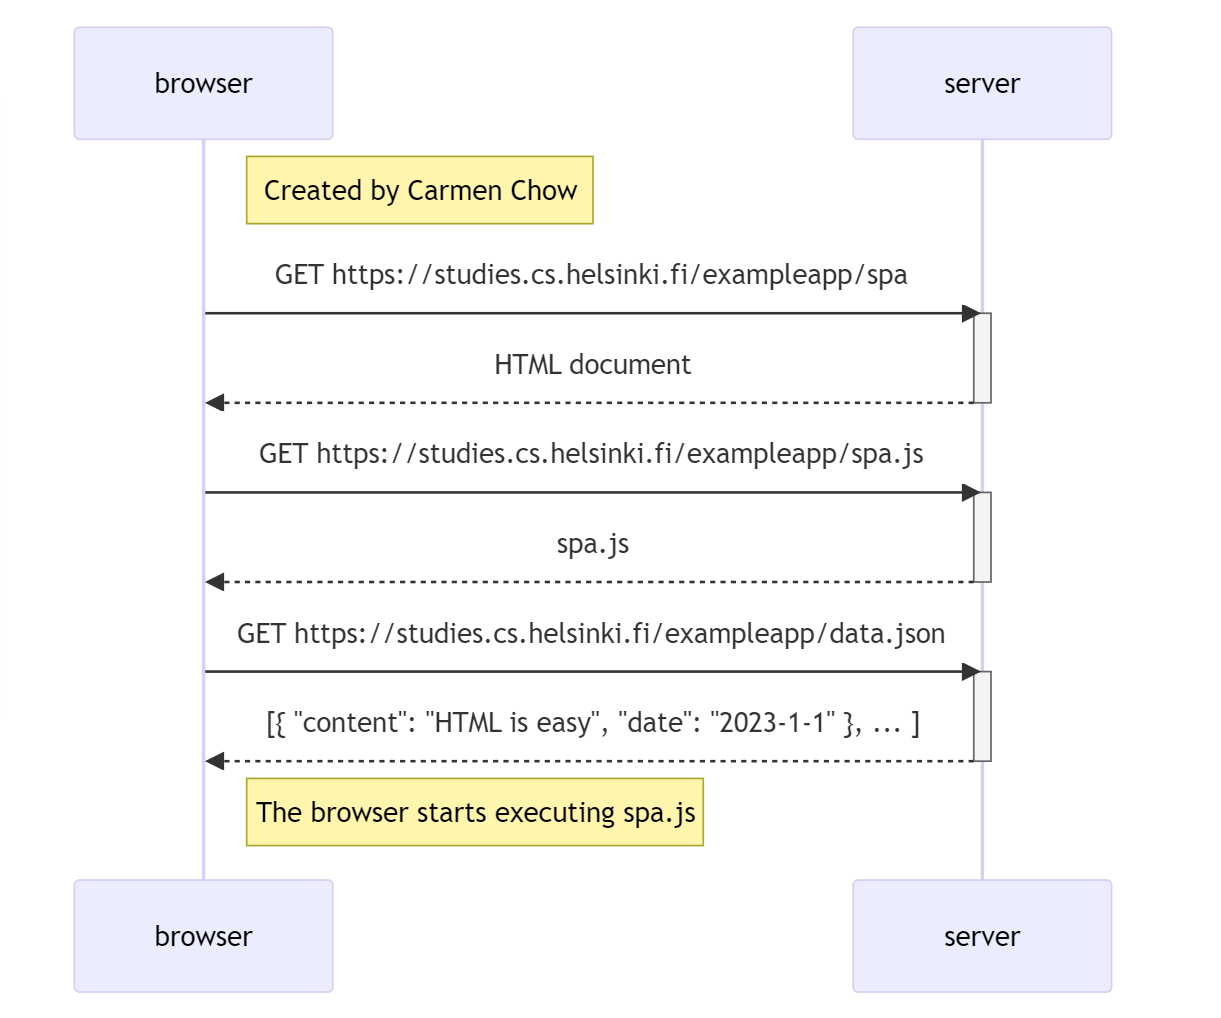 browser
server
Created by Carmen Chow
GET https://studies.cs.helsinki.fi/exampleapp/spa
HTML document
GET https://studies.cs.helsinki.fi/exampleapp/spa.js
spa.js
GET https://studies.cs.helsinki.fi/exampleapp/data.json
[{ "content": "HTML is easy", "date": "2023-1-1" }, ... ]
The browser starts executing spa.js
browser
server